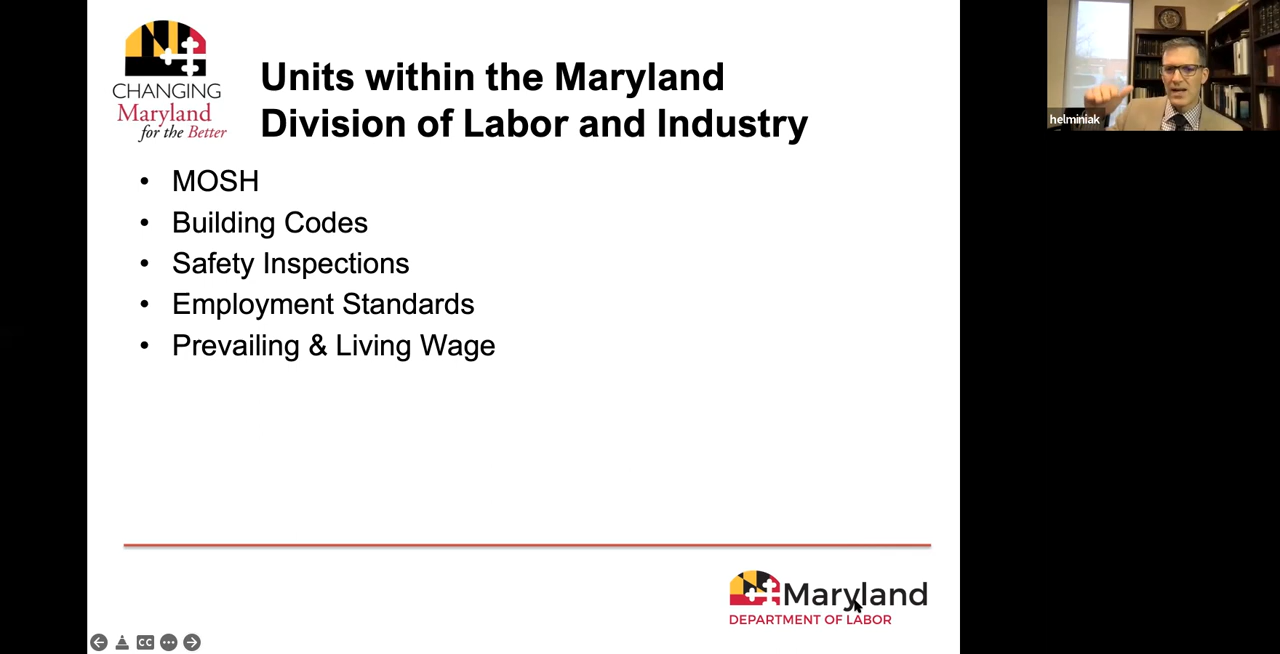 CHANGING
Maryland
for the Better
Units within the Maryland
Division of Labor and Industry
• MOSH
• Building Codes
• Safety Inspections
• Employment Standards
• Prevailing & Living Wage
Maryland
DEPARTMENT OF LABOR
CC
helminiak